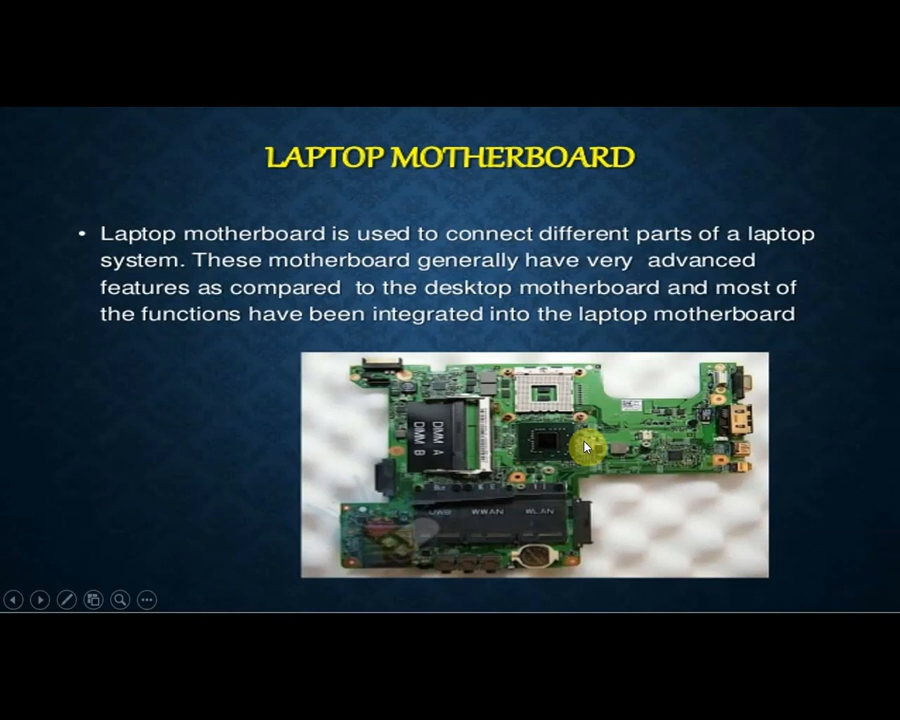 LAPTOP MOTHERBOARD
• Laptop motherboard is used to connect different parts of a laptop
system. These motherboard generally have very advanced
features as compared to the desktop motherboard and most of
the functions have been integrated into the laptop motherboard
DIMM A
DIMM B
UWB WWAN WLAN